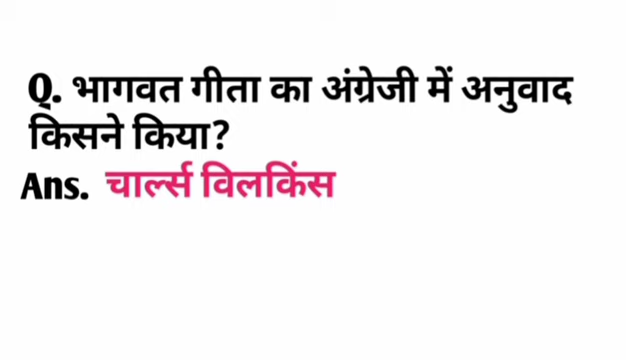 Q. भागवत गीता का अंग्रेजी में अनुवाद
किसने किया?
Ans. चार्ल्स विलकिंस